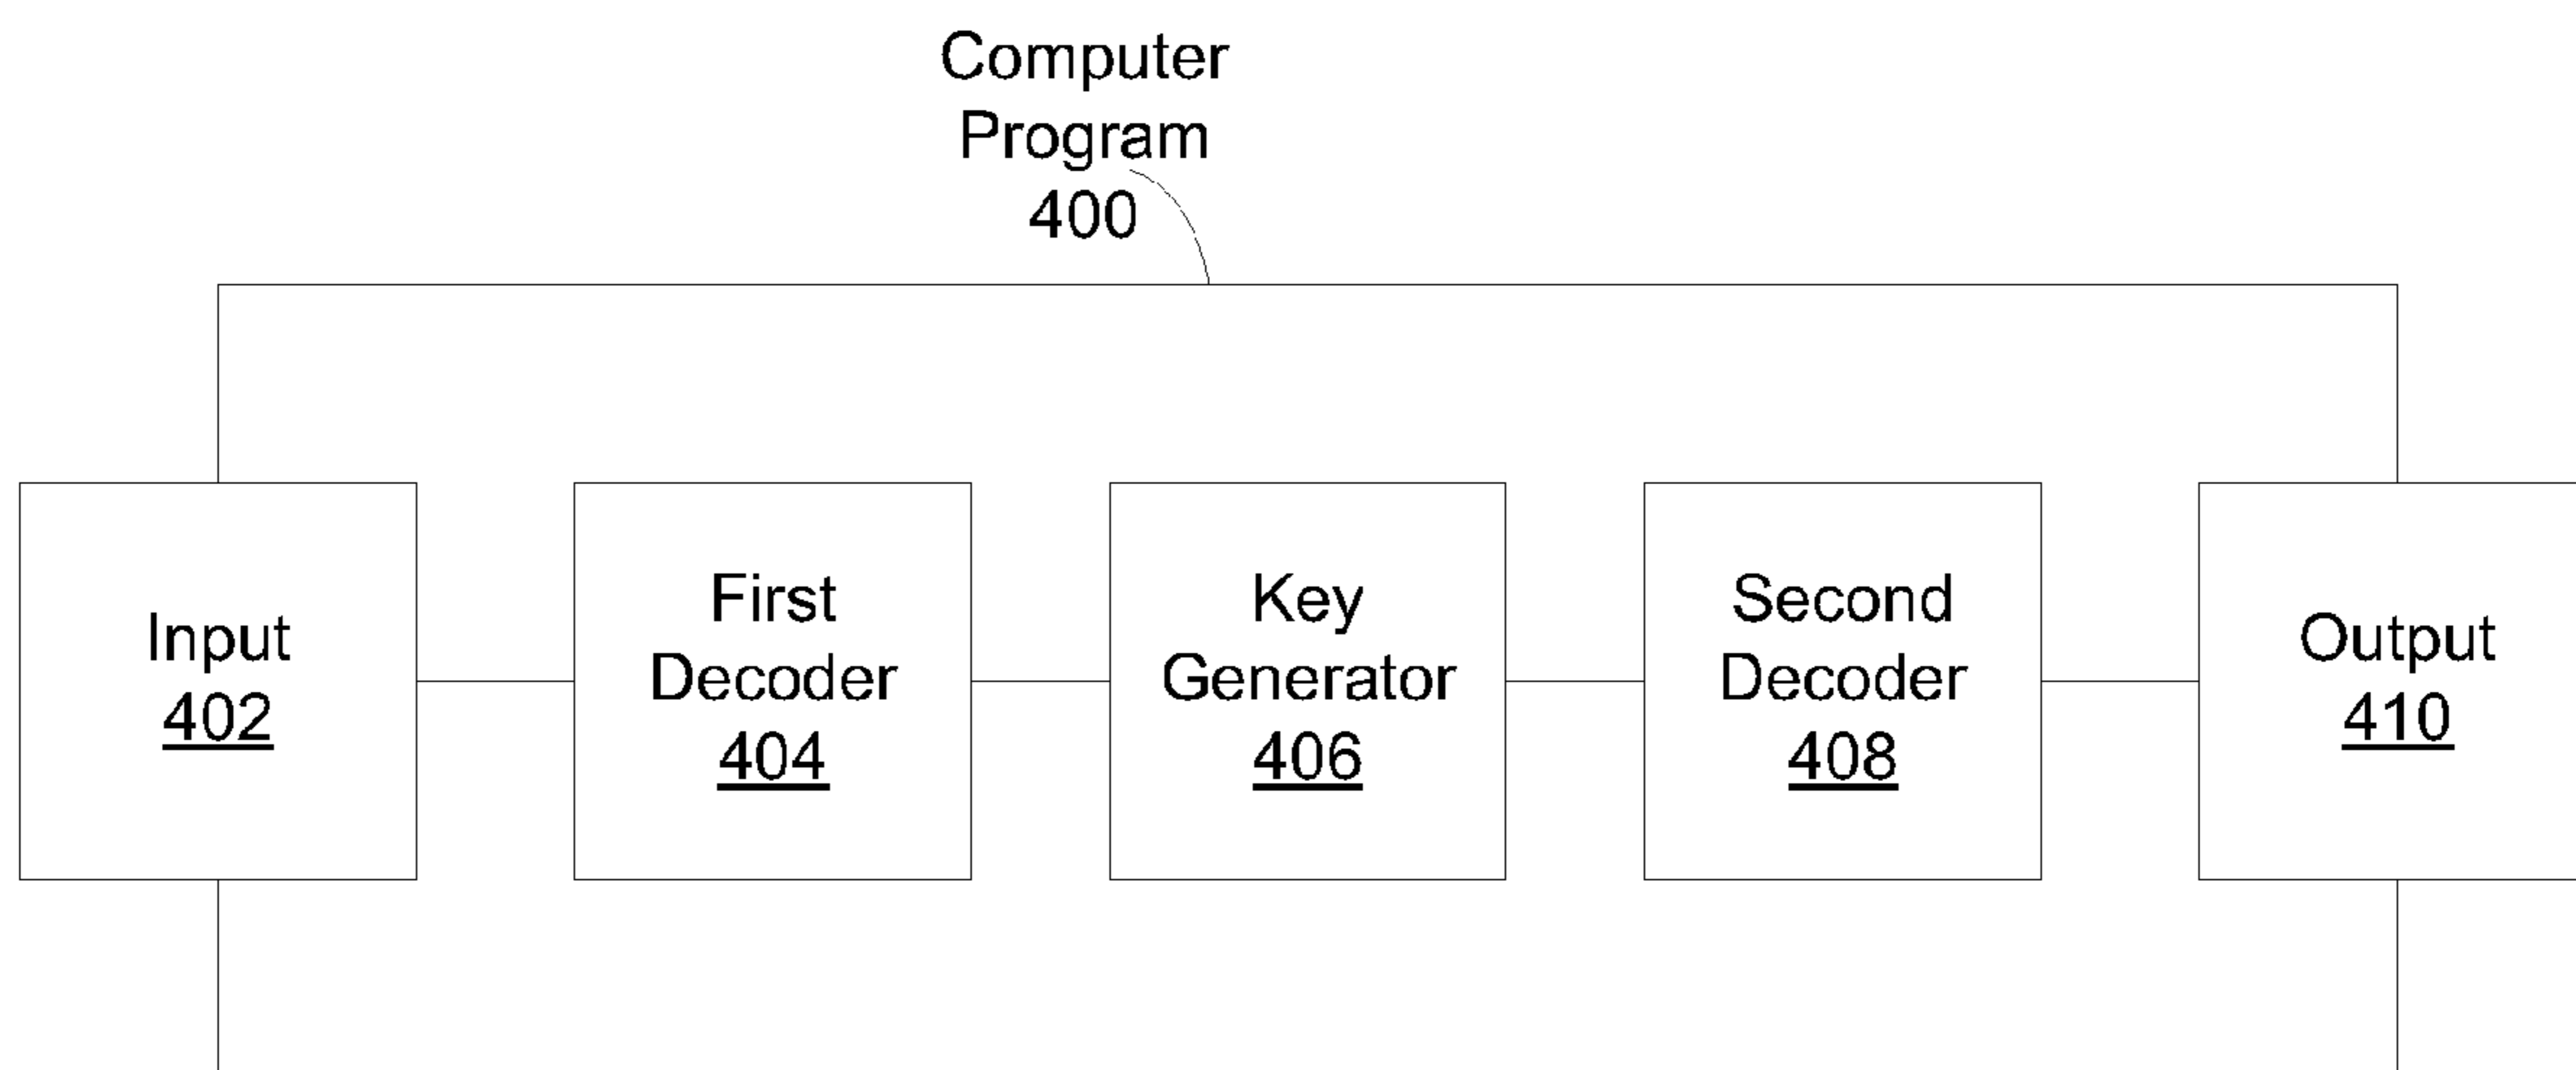 Computer
Program
400
Input
402
First
Decoder
404
Key
Generator
406
Second
Decoder
408
Output
410